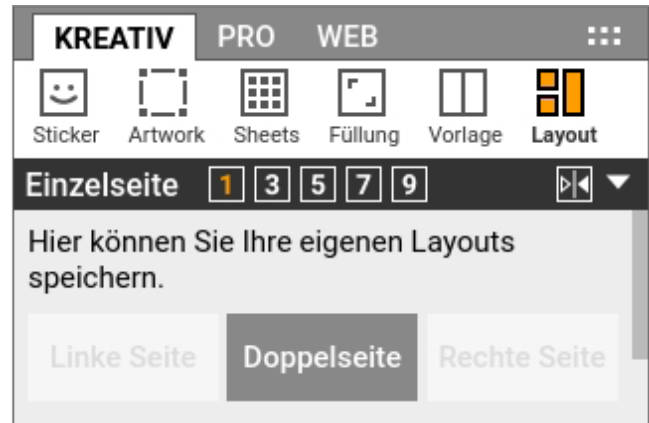 KREATIV PRO WEB
Sticker Artwork Sheets Füllung Vorlage Layout
Einzelseite 1 3 5 7 9
Hier können Sie Ihre eigenen Layouts
speichern.
Linke Seite Doppelseite Rechte Seite